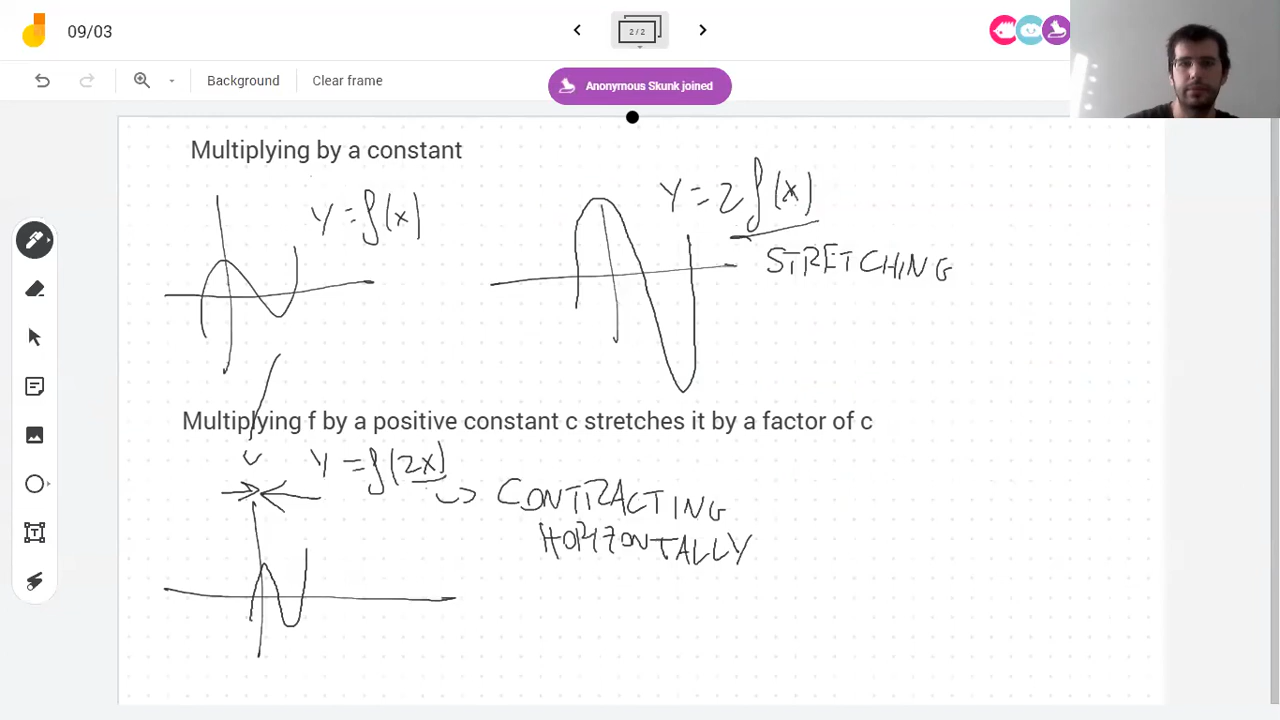 09/03
2 / 2
Background
Clear frame
Anonymous Skunk joined
Multiplying by a constant
Y = f(x)
Y = 2f(x)
STRETCHING
Multiplying f by a positive constant c stretches it by a factor of c
Y = f(2x)
CONTRACTING
HORIZONTALLY